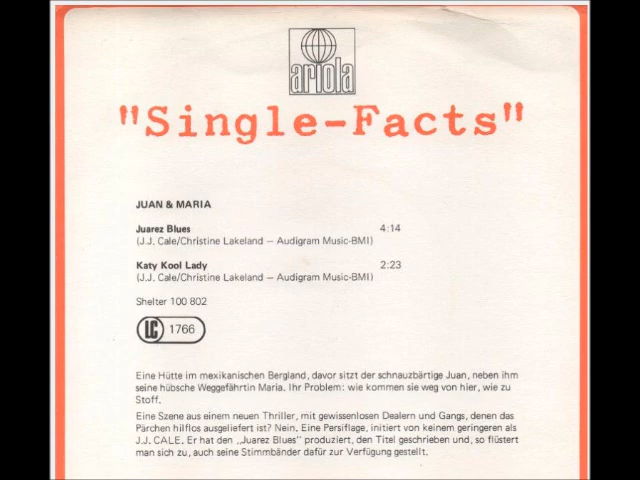 ariola
"Single-Facts"
JUAN & MARIA
Juarez Blues 4:14
(J.J. Cale/Christine Lakeland — Audigram Music-BMI)
Katy Kool Lady 2:23
(J.J. Cale/Christine Lakeland — Audigram Music-BMI)
Shelter 100 802
LC 1766
Eine Hütte im mexikanischen Bergland, davor sitzt der schnauzbärtige Juan, neben ihm
seine hübsche Weggefährtin Maria. Ihr Problem: wie kommen sie weg von hier, wie zu
Stoff.
Eine Szene aus einem neuen Thriller, mit gewissenlosen Dealern und Gangs, denen das
Pärchen hilflos ausgeliefert ist? Nein. Eine Persiflage, initiert von keinem geringeren als
J.J. CALE. Er hat den „Juarez Blues" produziert, den Titel geschrieben und, so flüstert
man sich zu, auch seine Stimmbänder dafür zur Verfügung gestellt.